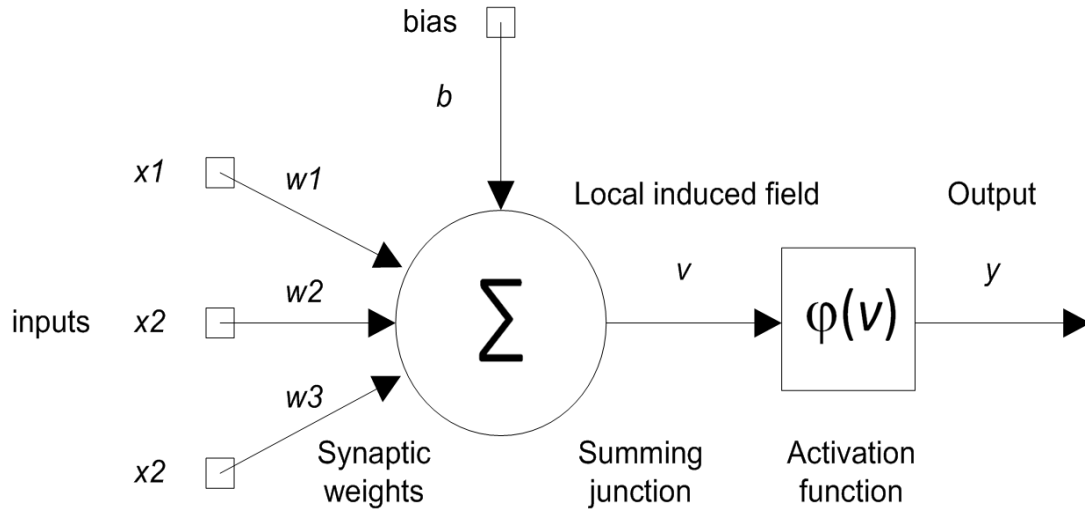 bias
b
x1
w1
Local induced field
Output
inputs
x2
w2
∑
v
φ(v)
y
w3
x2
Synaptic
weights
Summing
junction
Activation
function